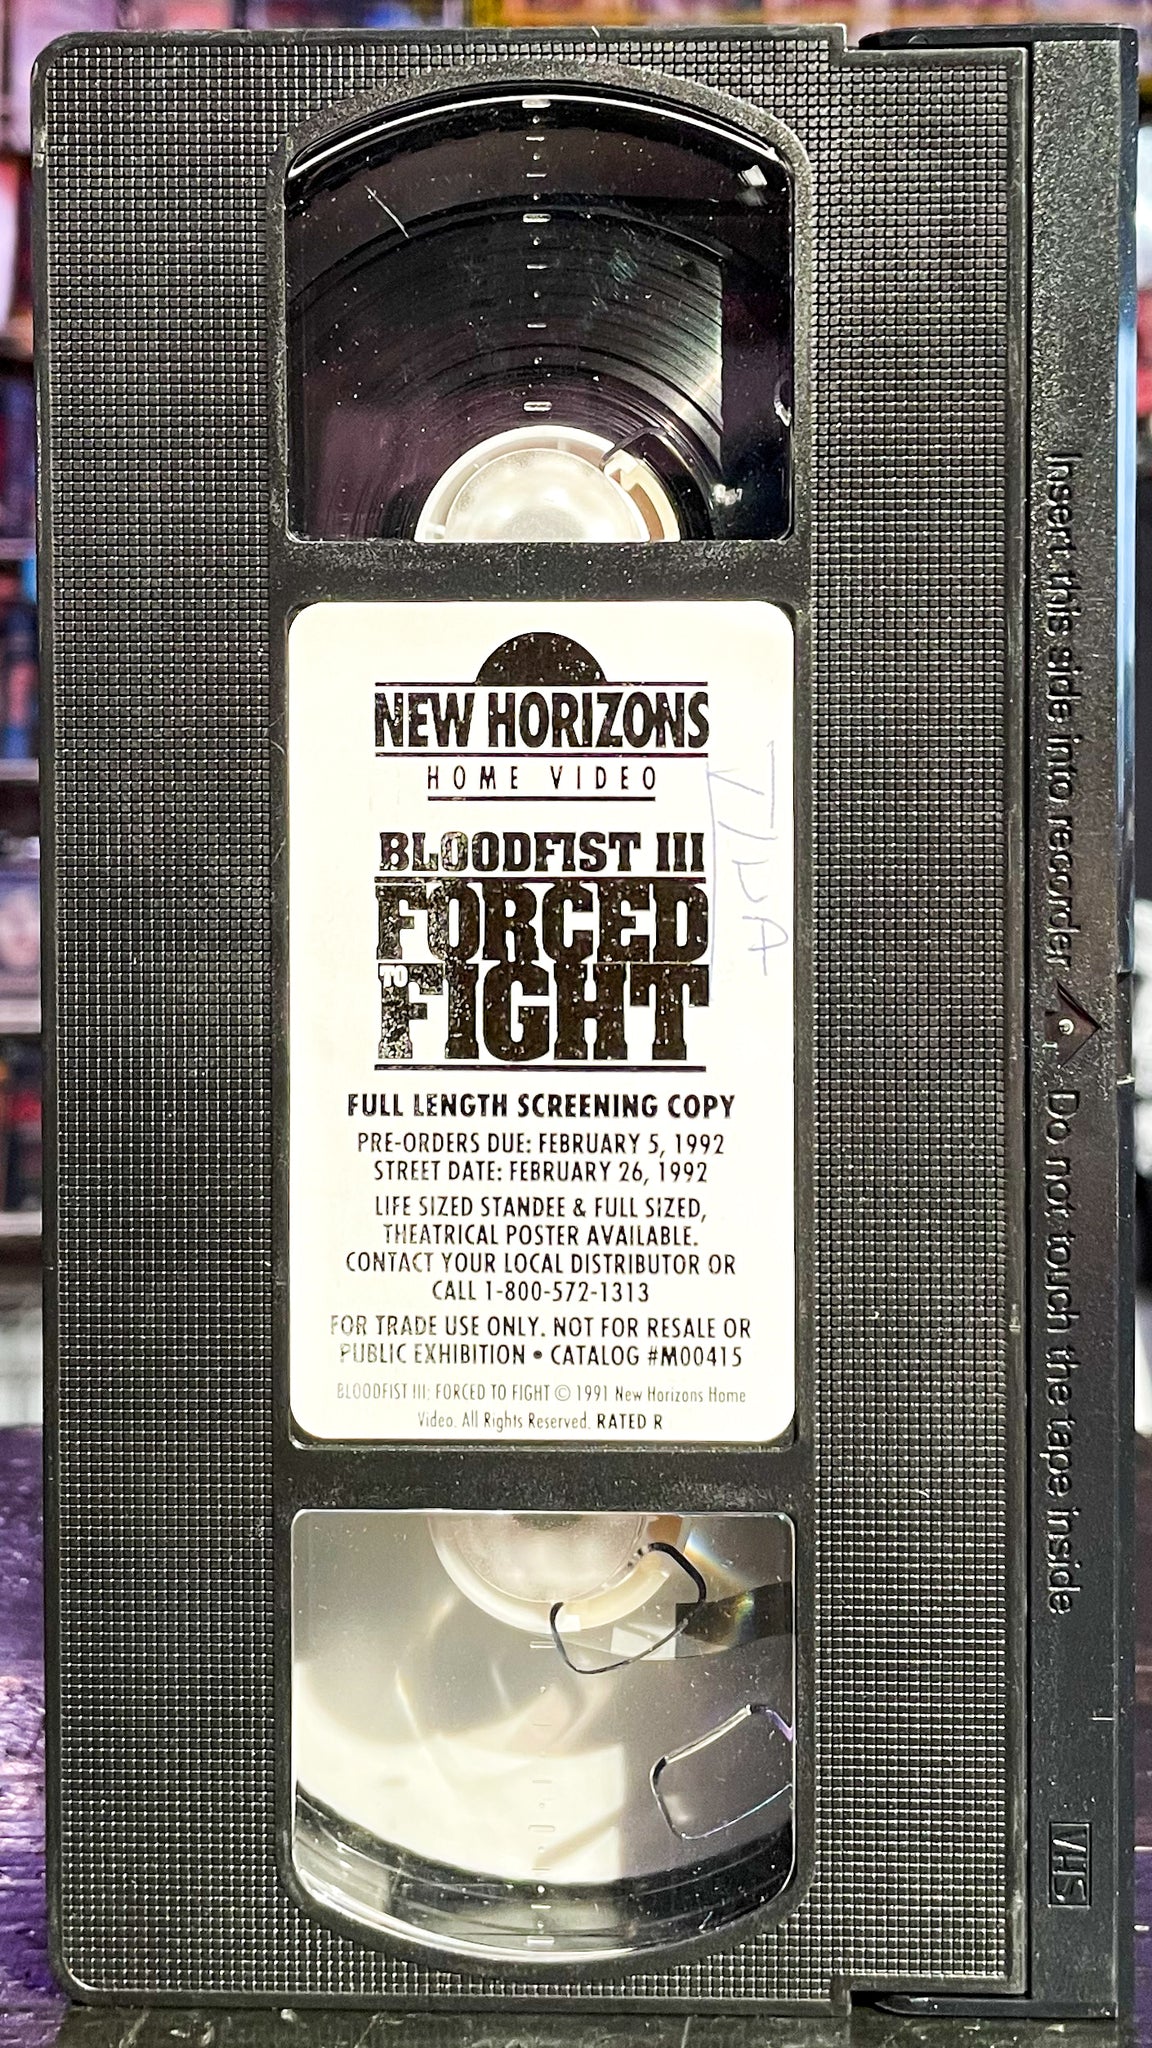 NEW HORIZONS
HOME VIDEO
BLOODFIST III
FORCED
TO
FIGHT
FULL LENGTH SCREENING COPY
PRE-ORDERS DUE: FEBRUARY 5, 1992
STREET DATE: FEBRUARY 26, 1992
LIFE SIZED STANDEE & FULL SIZED,
THEATRICAL POSTER AVAILABLE.
CONTACT YOUR LOCAL DISTRIBUTOR OR
CALL 1-800-572-1313
FOR TRADE USE ONLY. NOT FOR RESALE OR
PUBLIC EXHIBITION • CATALOG #M00415
BLOODFIST III: FORCED TO FIGHT © 1991 New Horizons Home
Video. All Rights Reserved. RATED R
Insert this side into recorder
Do not touch the tape inside
VHS